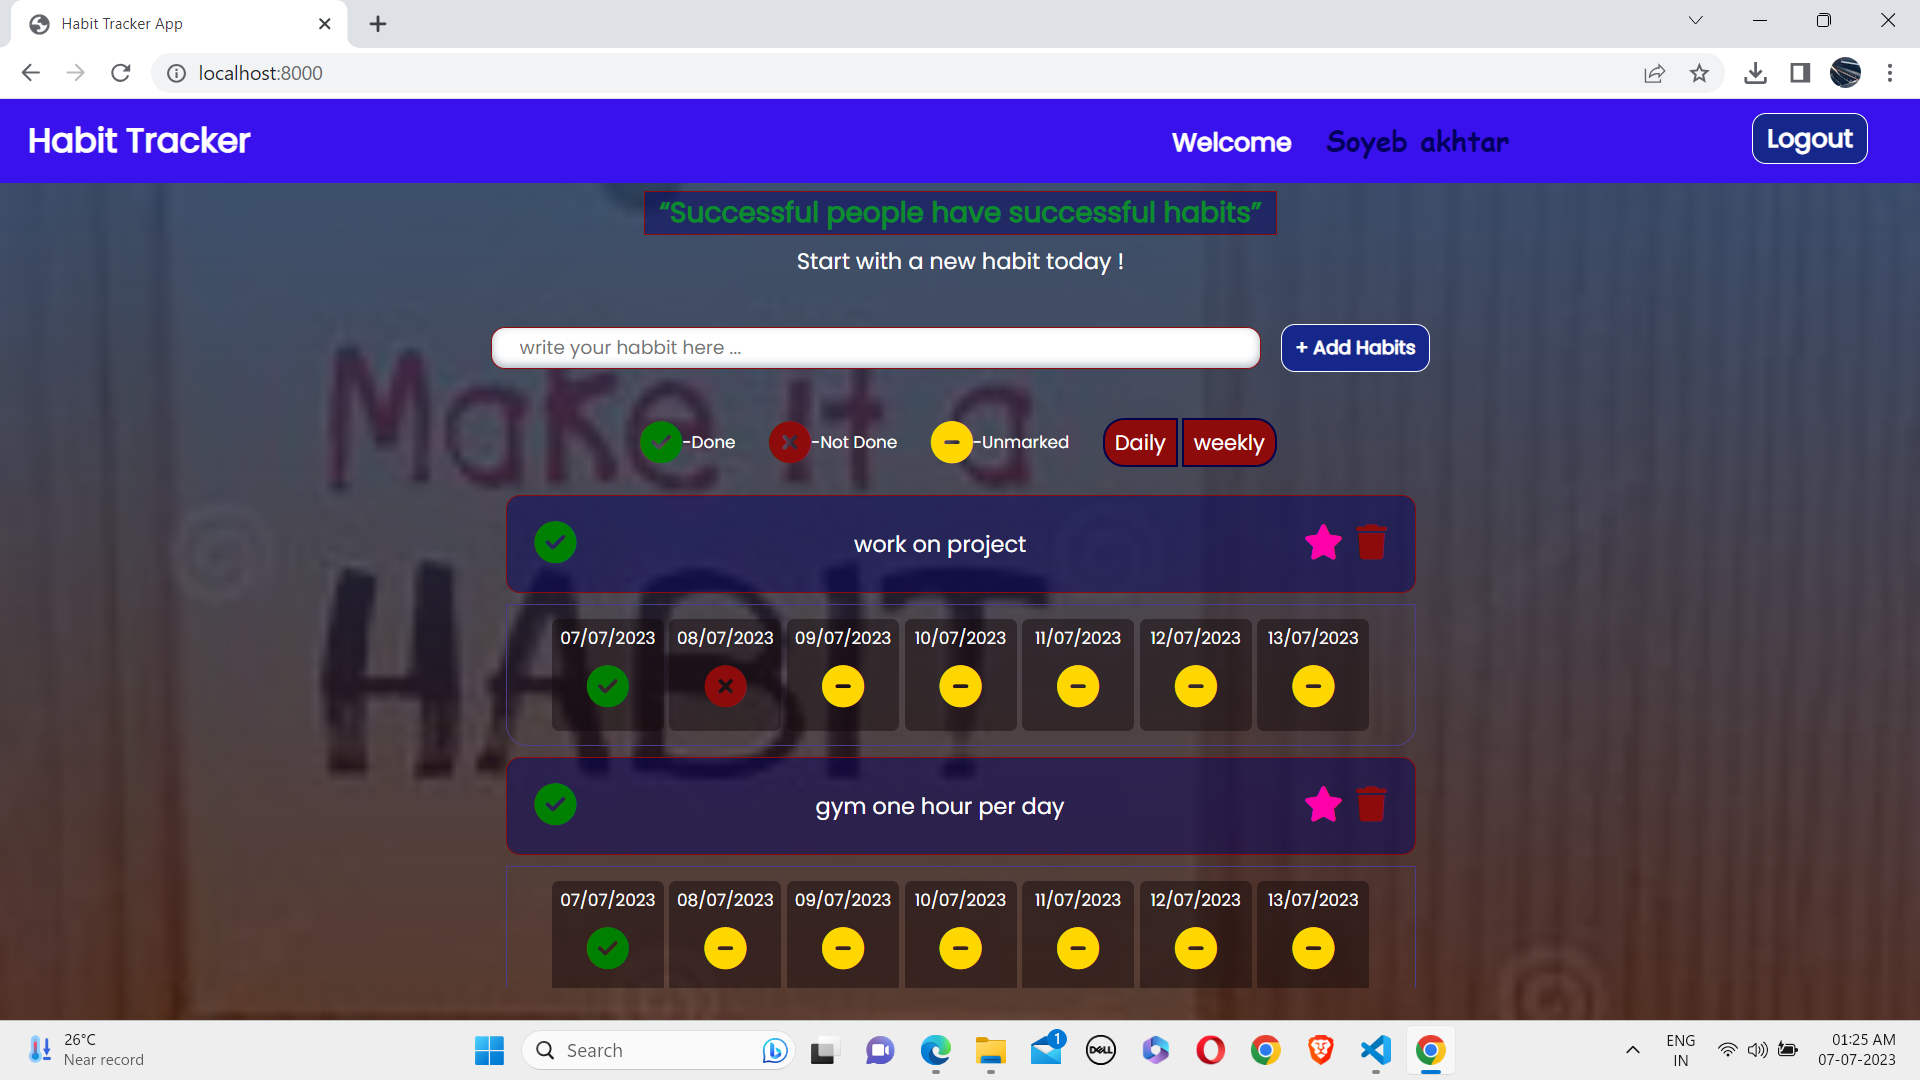 Habit Tracker App
localhost:8000
Habit Tracker
Welcome Soyeb akhtar
Logout
“Successful people have successful habits”
Start with a new habit today !
write your habbit here ...
+ Add Habits
Make it a
HABIT
-Done -Not Done -Unmarked Daily weekly
work on project
07/07/2023 08/07/2023 09/07/2023 10/07/2023 11/07/2023 12/07/2023 13/07/2023
gym one hour per day
07/07/2023 08/07/2023 09/07/2023 10/07/2023 11/07/2023 12/07/2023 13/07/2023
26°C
Near record
Search
1
DELL
ENG
IN
01:25 AM
07-07-2023